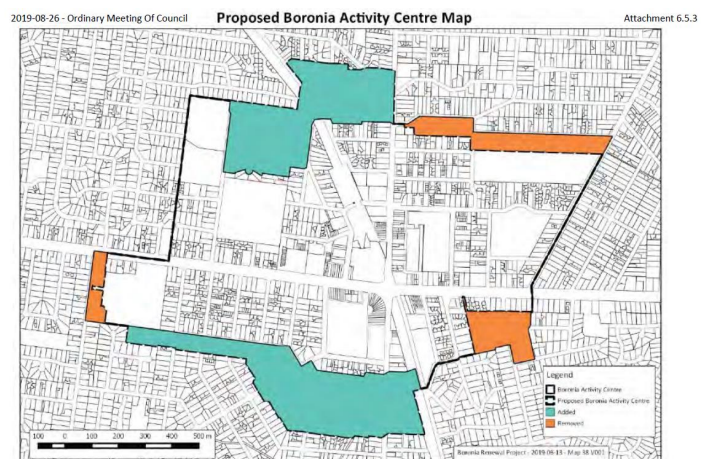 2019-08-26 - Ordinary Meeting Of Council
Proposed Boronia Activity Centre Map
Attachment 6.5.3
Legend
Boronia Activity Centre
Proposed Boronia Activity Centre
Added
Removed
100 0 100 200 300 400 500 m
Boronia Renewal Project - 2019-06-13 - Map 38 V001